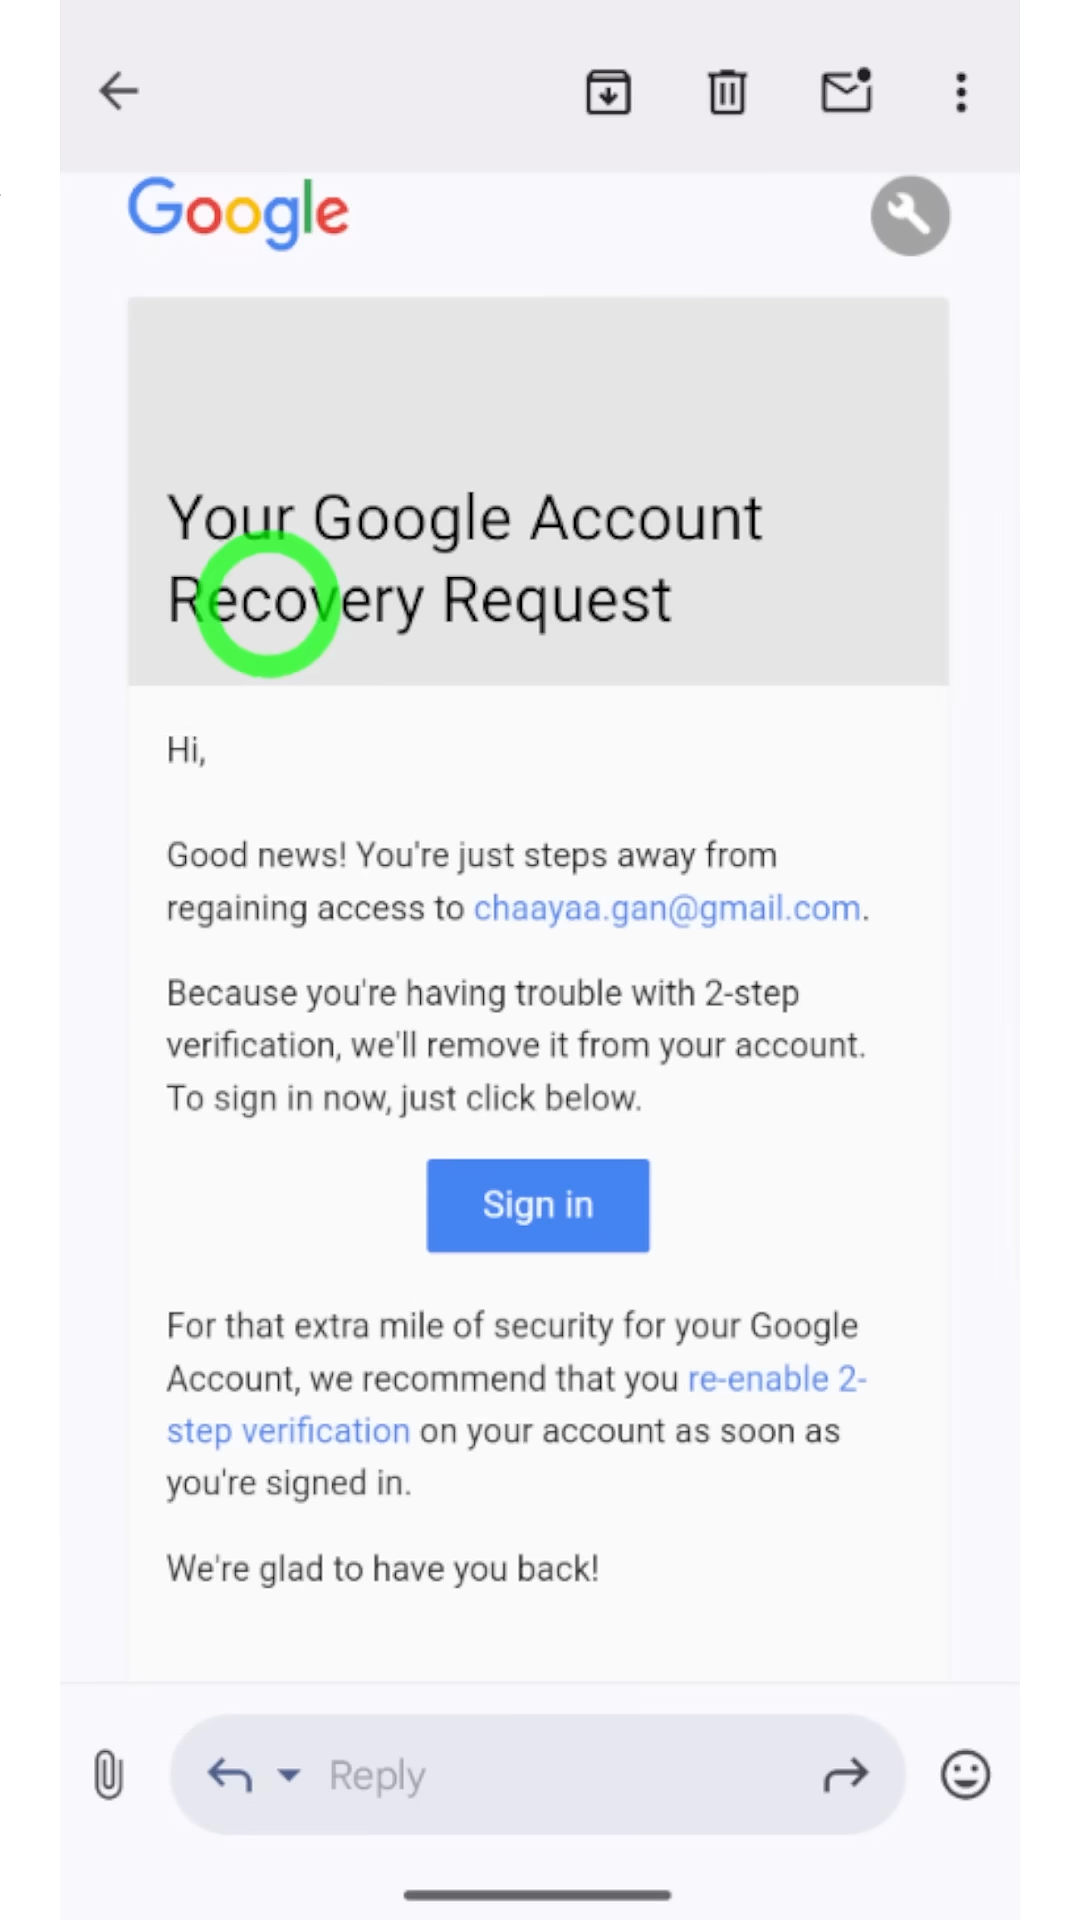 Google
Your Google Account
Recovery Request
Hi,
Good news! You're just steps away from
regaining access to chaayaa.gan@gmail.com.
Because you're having trouble with 2-step
verification, we'll remove it from your account.
To sign in now, just click below.
Sign in
For that extra mile of security for your Google
Account, we recommend that you re-enable 2-
step verification on your account as soon as
you're signed in.
We're glad to have you back!
Reply